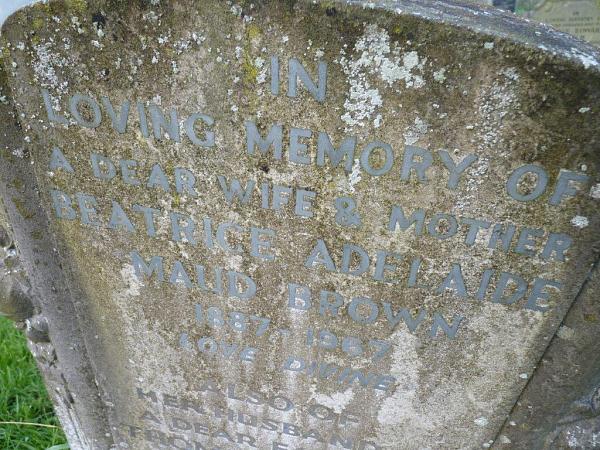 IN
LOVING MEMORY OF
A DEAR WIFE & MOTHER
BEATRICE ADELAIDE
MAUD BROWN
1887 - 1967
"LOVE DIVINE"
ALSO OF
HER HUSBAND
A DEAR